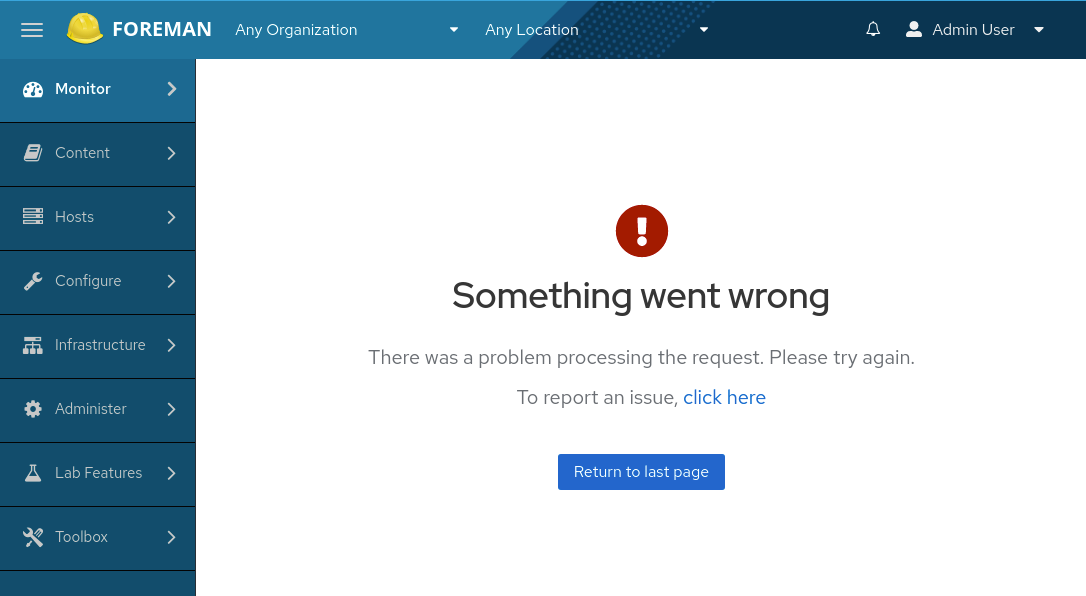 FOREMAN Any Organization Any Location Admin User
Monitor
Content
Hosts
Configure
Infrastructure
Administer
Lab Features
Toolbox
Something went wrong
There was a problem processing the request. Please try again.
To report an issue, click here
Return to last page